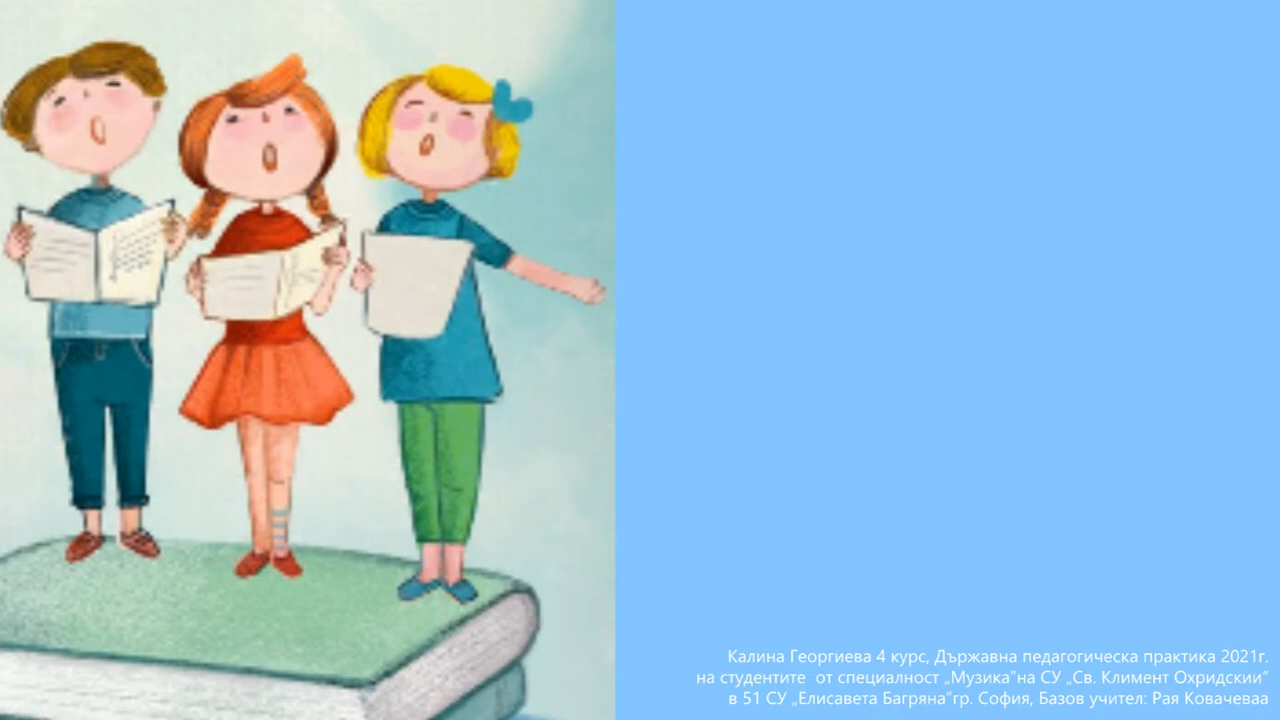 Калина Георгиева 4 курс, Държавна педагогическа практика 2021г.
на студентите от специалност „Музика“на СУ „Св. Климент Охридскии“
в 51 СУ „Елисавета Багряна“гр. София, Базов учител: Рая Ковачеваа